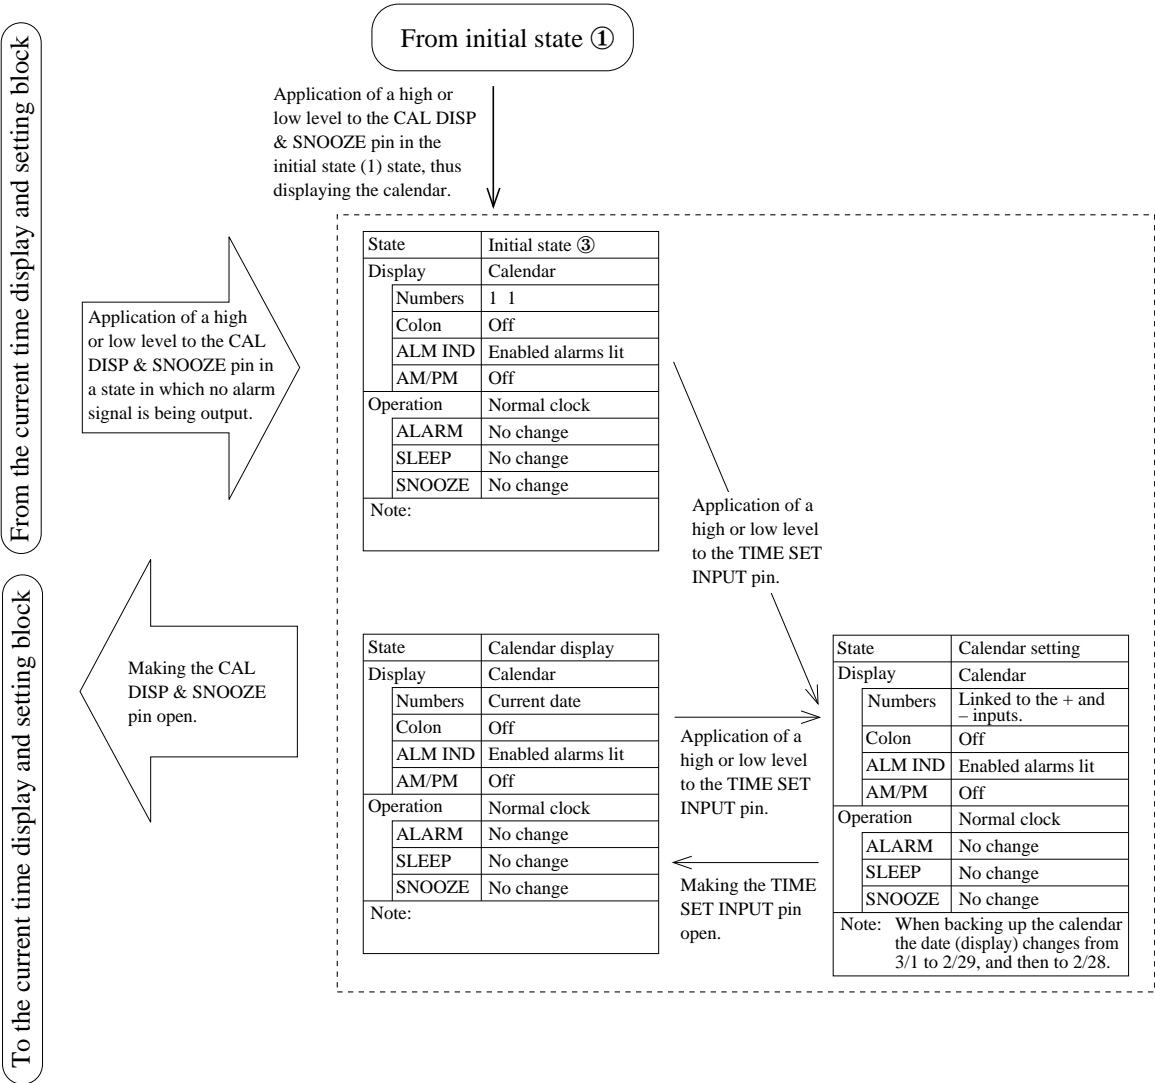 From initial state ①
From the current time display and setting block
Application of a high or
low level to the CAL DISP
& SNOOZE pin in the
initial state (1) state, thus
displaying the calendar.
Application of a high
or low level to the CAL
DISP & SNOOZE pin in
a state in which no alarm
signal is being output.
State Initial state ③
Display Calendar
Numbers 1 1
Colon Off
ALM IND Enabled alarms lit
AM/PM Off
Operation Normal clock
ALARM No change
SLEEP No change
SNOOZE No change
Note:
Application of a
high or low level
to the TIME SET
INPUT pin.
To the current time display and setting block
Making the CAL
DISP & SNOOZE
pin open.
State Calendar display
Display Calendar
Numbers Current date
Colon Off
ALM IND Enabled alarms lit
AM/PM Off
Operation Normal clock
ALARM No change
SLEEP No change
SNOOZE No change
Note:
Application of a
high or low level
to the TIME SET
INPUT pin.
Making the TIME
SET INPUT pin
open.
State Calendar setting
Display Calendar
Numbers Linked to the + and
– inputs.
Colon Off
ALM IND Enabled alarms lit
AM/PM Off
Operation Normal clock
ALARM No change
SLEEP No change
SNOOZE No change
Note: When backing up the calendar
the date (display) changes from
3/1 to 2/29, and then to 2/28.